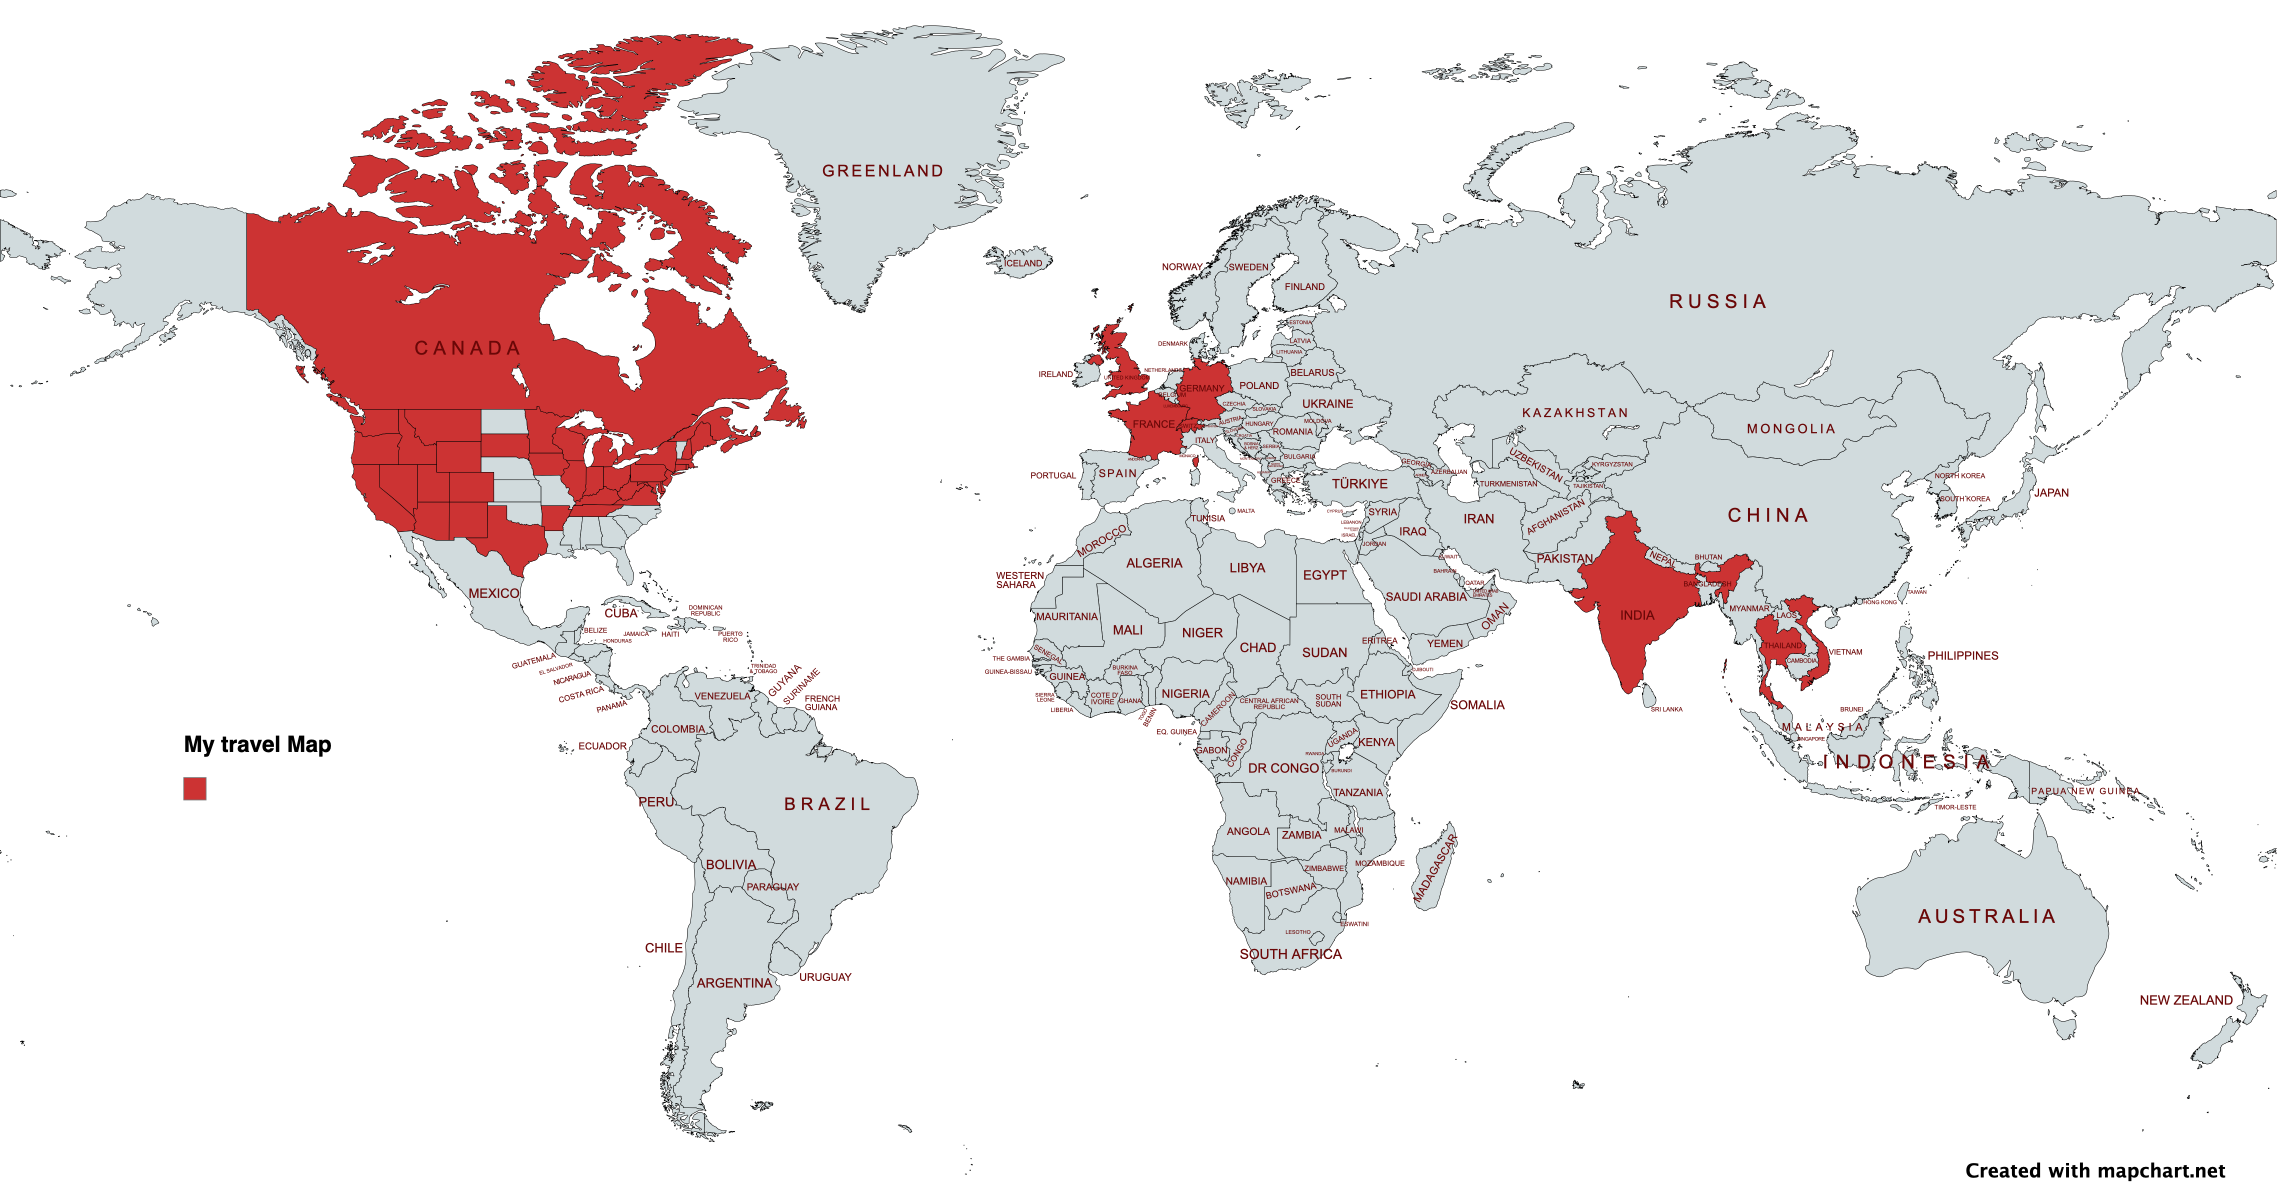 GREENLAND
ICELAND
NORWAY
SWEDEN
FINLAND
RUSSIA
ESTONIA
LATVIA
LITHUANIA
DENMARK
CANADA
IRELAND
UNITED KINGDOM
NETHERLANDS
BELGIUM
GERMANY
POLAND
BELARUS
UKRAINE
CZECHIA
SLOVAKIA
AUSTRIA
HUNGARY
MOLDOVA
ROMANIA
FRANCE
ITALY
SERBIA
BULGARIA
KAZAKHSTAN
MONGOLIA
PORTUGAL
SPAIN
GREECE
TÜRKIYE
GEORGIA
AZERBAIJAN
UZBEKISTAN
TURKMENISTAN
KYRGYZSTAN
TAJIKISTAN
NORTH KOREA
SOUTH KOREA
JAPAN
CHINA
MALTA
TUNISIA
CYPRUS
LEBANON
ISRAEL
SYRIA
IRAQ
IRAN
AFGHANISTAN
JORDAN
MOROCCO
ALGERIA
LIBYA
EGYPT
KUWAIT
BAHRAIN
QATAR
PAKISTAN
NEPAL
BHUTAN
BANGLADESH
INDIA
WESTERN
SAHARA
SAUDI ARABIA
OMAN
YEMEN
MYANMAR
LAOS
HONG KONG
TAIWAN
VIETNAM
THAILAND
CAMBODIA
PHILIPPINES
MEXICO
CUBA
DOMINICAN
REPUBLIC
BELIZE
JAMAICA
HAITI
PUERTO
RICO
HONDURAS
GUATEMALA
EL SALVADOR
NICARAGUA
COSTA RICA
PANAMA
TRINIDAD
& TOBAGO
GUYANA
SURINAME
FRENCH
GUIANA
VENEZUELA
COLOMBIA
ECUADOR
PERU
BRAZIL
BOLIVIA
PARAGUAY
CHILE
ARGENTINA
URUGUAY
MAURITANIA
MALI
NIGER
CHAD
SUDAN
ERITREA
DJIBOUTI
SENEGAL
THE GAMBIA
GUINEA-BISSAU
GUINEA
SIERRA
LEONE
LIBERIA
COTE D'
IVOIRE
BURKINA
FASO
GHANA
TOGO
BENIN
NIGERIA
CAMEROON
CENTRAL AFRICAN
REPUBLIC
SOUTH
SUDAN
ETHIOPIA
SOMALIA
EQ. GUINEA
GABON
CONGO
DR CONGO
UGANDA
KENYA
RWANDA
BURUNDI
TANZANIA
ANGOLA
ZAMBIA
MALAWI
MOZAMBIQUE
ZIMBABWE
NAMIBIA
BOTSWANA
MADAGASCAR
ESWATINI
LESOTHO
SOUTH AFRICA
SRI LANKA
BRUNEI
MALAYSIA
SINGAPORE
INDONESIA
PAPUA NEW GUINEA
TIMOR-LESTE
AUSTRALIA
NEW ZEALAND
My travel Map
Created with mapchart.net